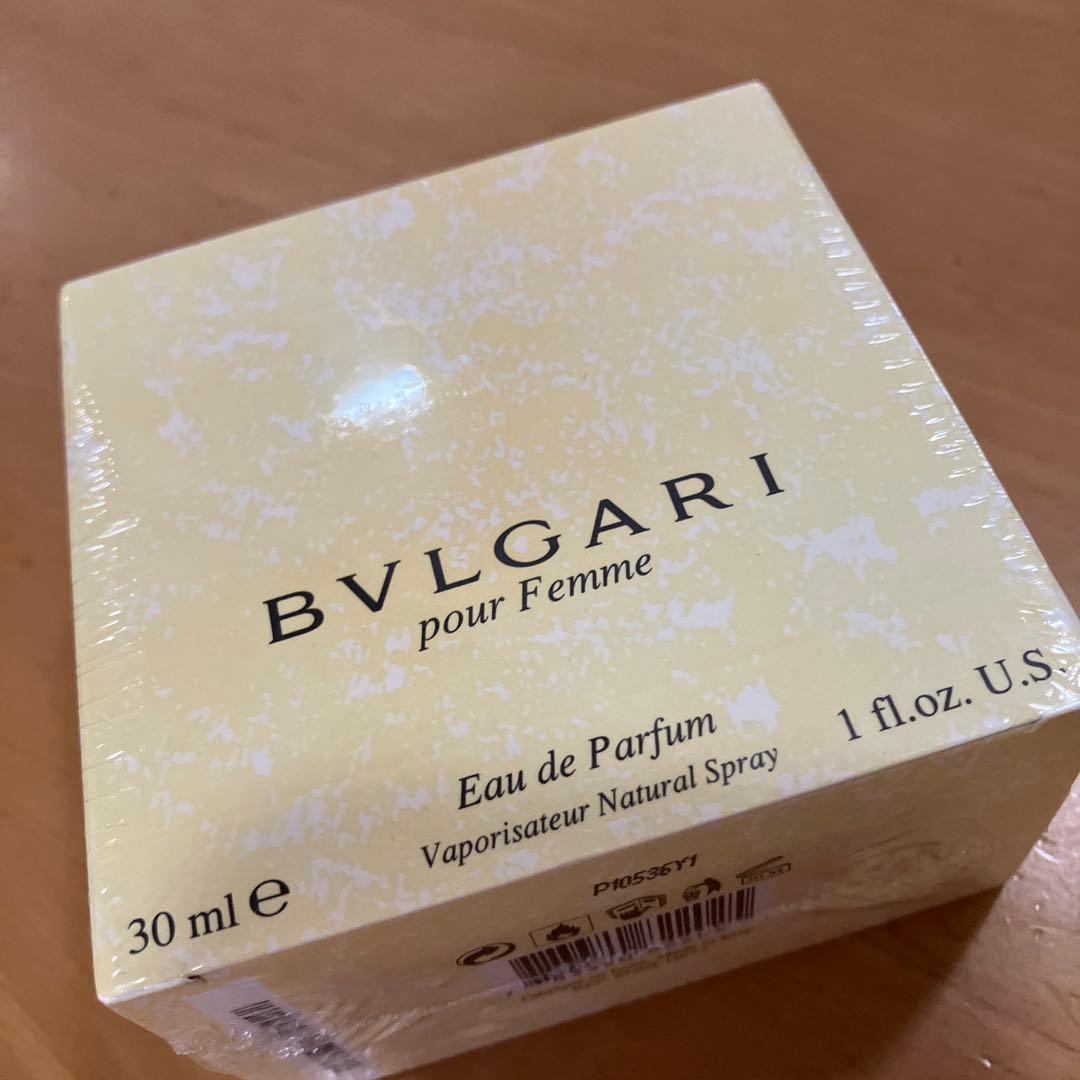 BVLGARI
pour Femme
Eau de Parfum
Vaporisateur Natural Spray
30 ml e
1 fl.oz. U.S.
P10536Y1